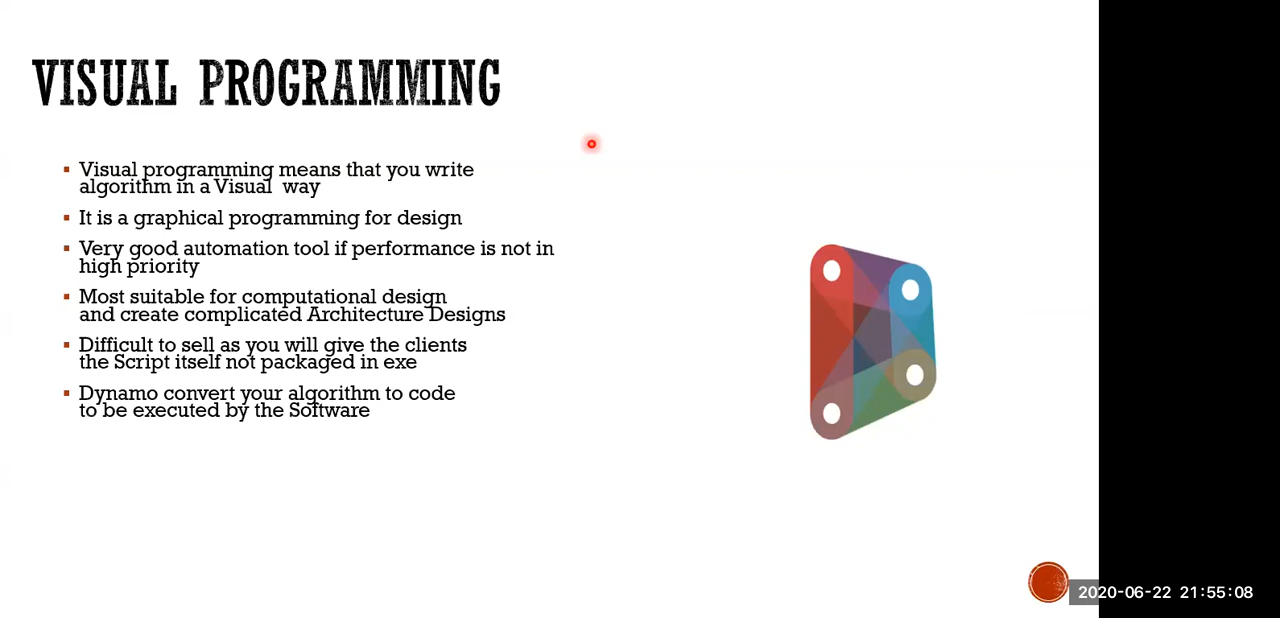 VISUAL PROGRAMMING
▪ Visual programming means that you write
algorithm in a Visual way
▪ It is a graphical programming for design
▪ Very good automation tool if performance is not in
high priority
▪ Most suitable for computational design
and create complicated Architecture Designs
▪ Difficult to sell as you will give the clients
the Script itself not packaged in exe
▪ Dynamo convert your algorithm to code
to be executed by the Software
2020-06-22 21:55:08